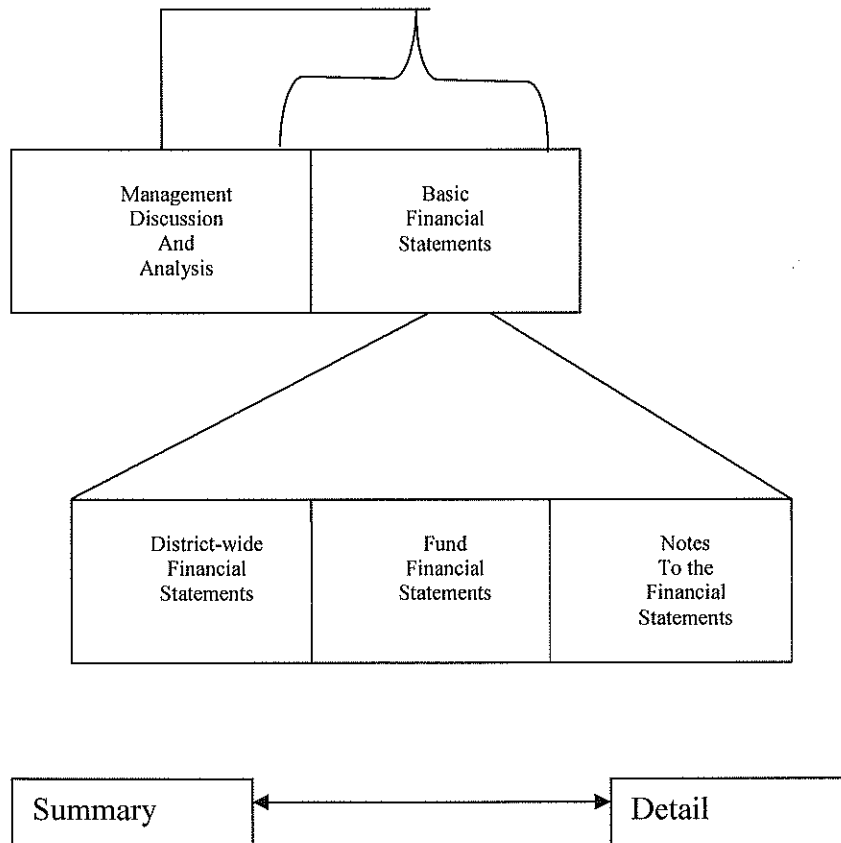 Management
Discussion
And
Analysis
Basic
Financial
Statements
District-wide
Financial
Statements
Fund
Financial
Statements
Notes
To the
Financial
Statements
Summary
Detail